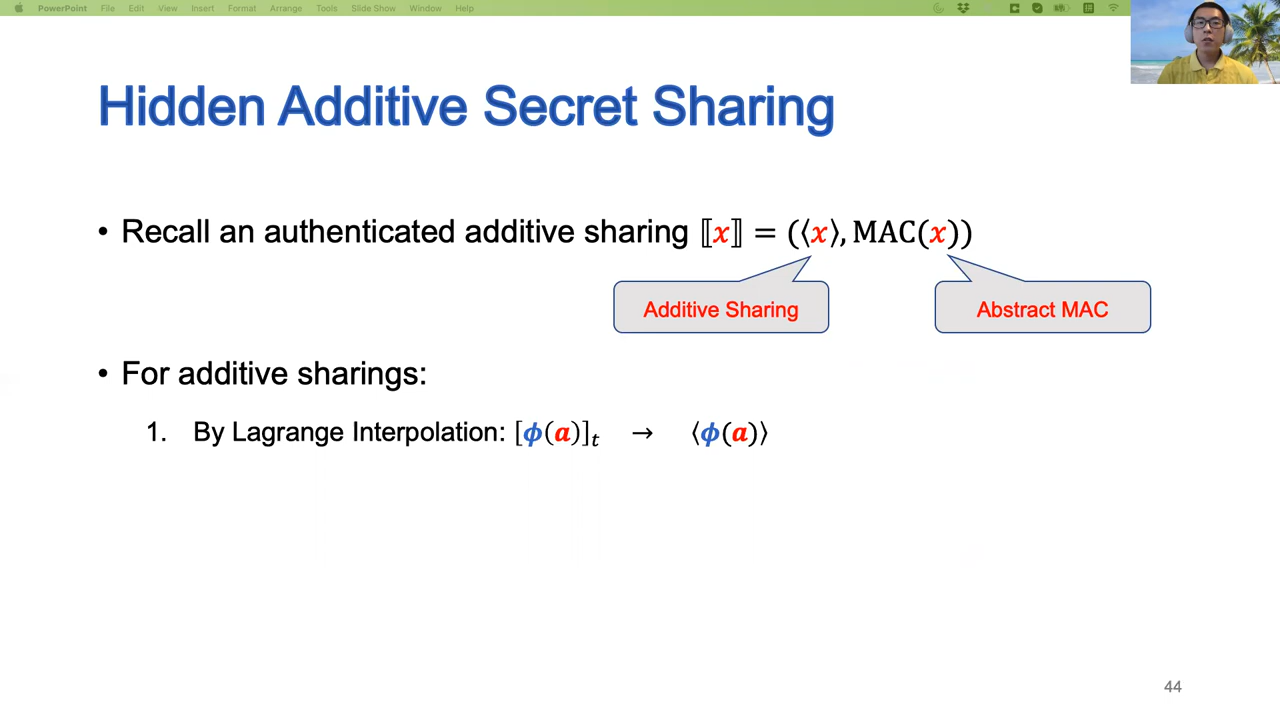 PowerPoint File Edit View Insert Format Arrange Tools Slide Show Window Help
Hidden Additive Secret Sharing
• Recall an authenticated additive sharing ⟦x⟧ = (⟨x⟩, MAC(x))
Additive Sharing
Abstract MAC
• For additive sharings:
1. By Lagrange Interpolation: [ϕ(a)]ₜ → ⟨ϕ(a)⟩
44